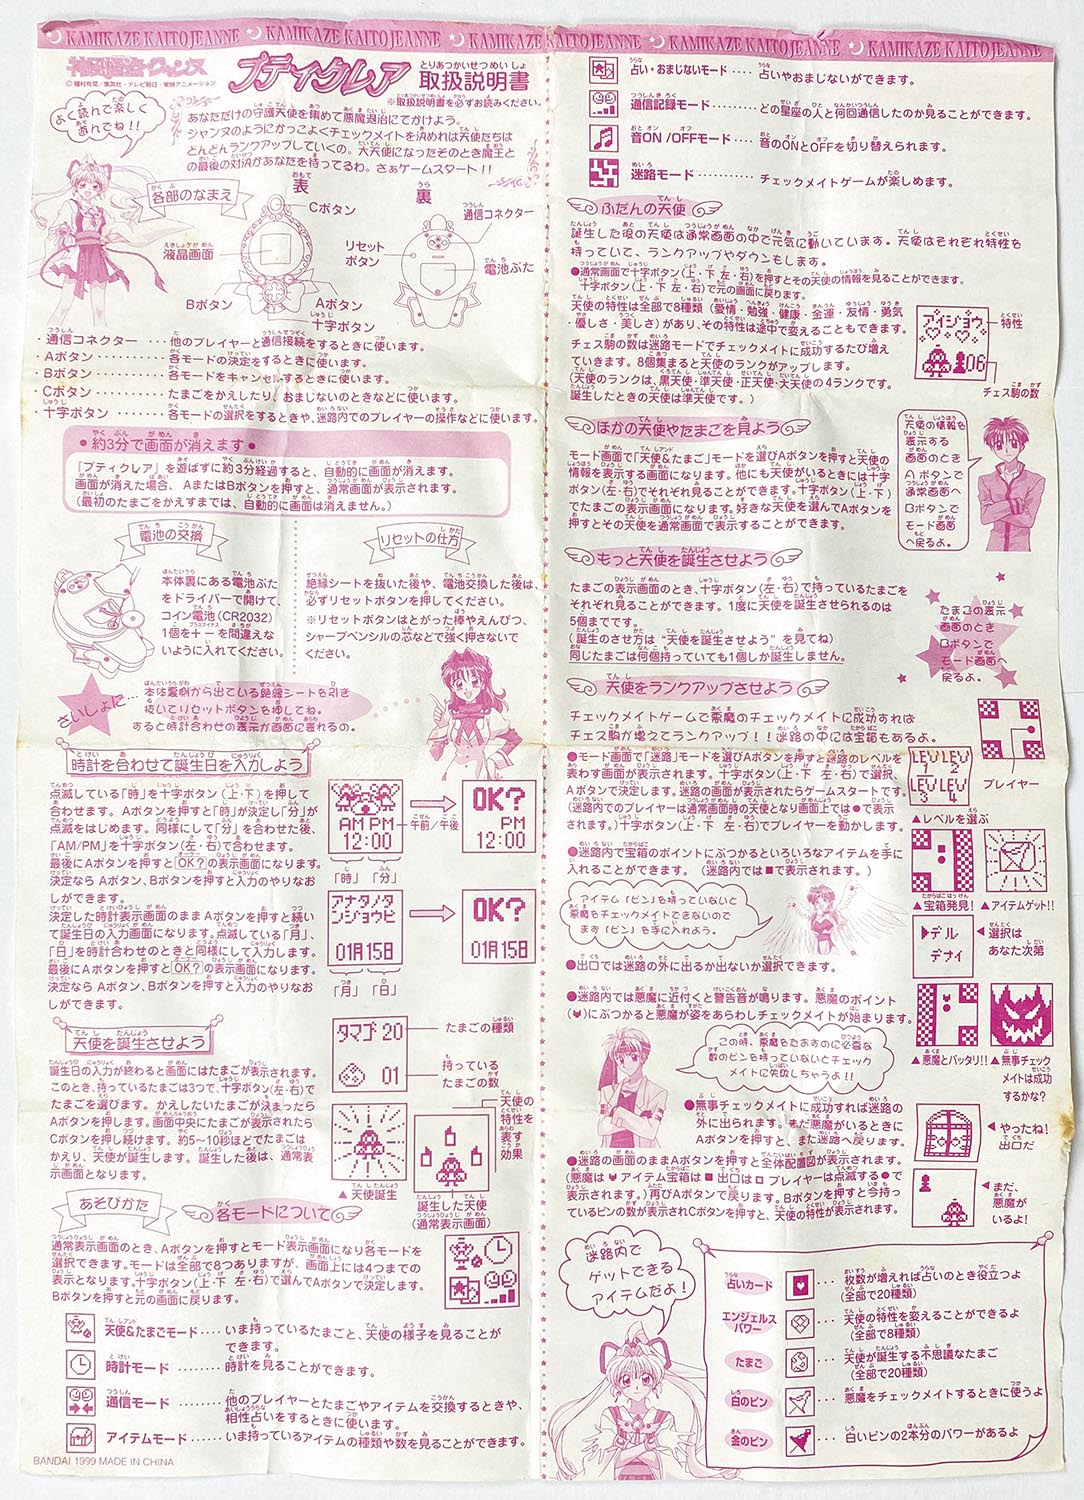 KAMIKAZE KAITO JEANNE KAMIKAZE KAITO JEANNE KAMIKAZE KAITO JEANNE KAMIKAZE KAITO JEANNE KAMIKAZE KAITO JEANNE
神風怪盗ジャンヌ
©種村有菜/集英社・テレビ朝日・東映アニメーション
プティクレア 取扱説明書
※取扱説明書を必ずお読みください。
よく読んで楽しく
遊んでね!!
あなただけの守護天使を集めて悪魔退治にでかけよう。
ジャンヌのようにかっこよくチェックメイトを決めれば天使たちは
どんどんランクアップしていくの。大天使になったそのとき魔王と
の最後の対決があなたを待ってるわ。さぁゲームスタート!!
各部のなまえ
表
Cボタン
液晶画面
Bボタン
Aボタン
十字ボタン
裏
通信コネクター
リセット
ボタン
電池ぶた
・通信コネクター ・・・他のプレイヤーと通信接続をするときに使います。
・Aボタン・・・・・・・・・・各モードの決定をするときに使います。
・Bボタン・・・・・・・・・・各モードをキャンセルするときに使います。
Cボタン・・・・・・・・・・たまごをかえしたり、おまじないのときなどに使います。
・十字ボタン・・・・・・・・各モードの選択をするときや、迷路内でのプレイヤーの操作などに使います。
●約3分で画面が消えます●
「プティクレア」を遊ばずに約3分経過すると、自動的に画面が消えます。
画面が消えた場合、AまたはBボタンを押すと、通常画面が表示されます。
(最初のたまごをかえすまでは、自動的に画面は消えません。)
電池の交換
本体裏にある電池ぶた
をドライバーで開けて、
コイン電池(CR2032)
1個を＋－を間違えな
いように入れてください。
リセットの仕方
絶縁シートを抜いた後や、電池交換した後は、
必ずリセットボタンを押してください。
※リセットボタンはとがった棒やえんぴつ、
シャープペンシルの芯などで強く押さないで
ください。
さいしょに…
本体裏側から出ている絶縁シートを引き
抜いてリセットボタンを押してね。
すると時計合わせの表示が画面に表れるの。
時計を合わせて誕生日を入力しよう
点滅している「時」を十字ボタン(上・下)を押して
合わせます。Aボタンを押すと「時」が決定し「分」が
点滅をはじめます。同様にして「分」を合わせた後、
「AM/PM」を十字ボタン(左・右)で合わせます。
最後にAボタンを押すとOK?の表示画面になります。
決定なら Aボタン、Bボタンを押すと入力のやりなお
しができます。
決定した時計表示画面のままAボタンを押すと続い
て誕生日の入力画面になります。点滅している「月」、
「日」を時計合わせのときと同様にして入力します。
最後にAボタンを押すとOK?の表示画面になります。
決定なら Aボタン、Bボタンを押すと入力のやりなお
しができます。
AM PM
12:00
午前/午後
OK?
PM
12:00
「時」 「分」
アナタノタ
ンジョウビ
01月15日
OK?
01月15日
「月」 「日」
天使を誕生させよう
誕生日の入力が終わると画面にはたまごが表示されます。
このとき、持っているたまごは3つで、十字ボタン(左・右)で
たまごを選びます。かえしたいたまごが決まったら
Aボタンを押します。画面中央にたまごが表示されたら
Cボタンを押し続けます。約5～10秒ほどでたまごは
かえり、天使が誕生します。誕生した後は、通常表
示画面となります。
タマゴ 20
01
たまごの種類
持っている
たまごの数
▲天使誕生
天使の
特性を
表す
効果
誕生した天使
(通常表示画面)
あそびかた
各モードについて
通常表示画面のとき、Aボタンを押すとモード表示画面になり各モードを
選択できます。モードは全部で8つありますが、画面上には4つまでの
表示となります。十字ボタン(上・下 左・右)で選んでAボタンで決定します。
Bボタンを押すと元の画面に戻ります。
天使&たまごモード・・・・・いま持っているたまごと、天使の様子を見ることが
できます。
時計モード・・・・・・・時計を見ることができます。
通信モード・・・・・・・他のプレイヤーとたまごやアイテムを交換するときや、
相性占いをするときに使います。
アイテムモード・・・・いま持っているアイテムの種類や数を見ることができます。
BANDAI 1999 MADE IN CHINA
占い・おまじないモード・・・・占いやおまじないができます。
通信記録モード・・・・・・・どの星座の人と何回通信したのか見ることができます。
音ON /OFFモード・・・・・音のONとOFFを切り替えられます。
迷路モード・・・・・・・・チェックメイトゲームが楽しめます。
ふだんの天使
誕生した後の天使は通常画面の中で元気に動いています。天使はそれぞれ特性を
持っていて、ランクアップやダウンもします。
●通常画面で十字ボタン(上・下 左・右)を押すとその天使の情報を見ることができます。
十字ボタン(上・下 左・右)で元の画面に戻ります。
天使の特性は全部で8種類 (愛情・勉強・健康・金運・友情・勇気
・優しさ・美しさ)があり、その特性は途中で変えることもできます。
チェス駒の数は迷路モードでチェックメイトに成功するたび増え
ていきます。8個集まると天使のランクがアップします。
(天使のランクは、黒天使・準天使・正天使・大天使の4ランクです。
誕生したときの天使は準天使です。)
アイジョウ
06
特性
チェス駒の数
ほかの天使やたまごを見よう
モード画面で「天使&たまご」モードを選びAボタンを押すと天使の
情報を表示する画面になります。他にも天使がいるときには十字
ボタン(左・右)でそれぞれ見ることができます。十字ボタン(上・下)
でたまごの表示画面になります。好きな天使を選んでAボタンを
押すとその天使を通常画面で表示することができます。
天使の情報を
表示する
画面のとき
Aボタンで
通常画面へ
Bボタンで
モード画面
へ戻るよ。
もっと天使を誕生させよう
たまごの表示画面のとき、十字ボタン(左・右)で持っているたまごを
それぞれ見ることができます。1度に天使を誕生させられるのは
5個までです。
(誕生のさせ方は "天使を誕生させよう" を見てね)
同じたまごは何個持っていても1個しか誕生しません。
たまごの表示
画面のとき
Bボタンで
モード画面へ
戻るよ。
天使をランクアップさせよう
チェックメイトゲームで悪魔のチェックメイトに成功すれば
チェス駒が増えてランクアップ!!迷路の中には宝箱もあるよ。
●モード画面で「迷路」モードを選びAボタンを押すと迷路のレベルを
表わす画面が表示されます。十字ボタン(上・下 左・右)で選択、
Aボタンで決定します。迷路の画面が表示されたらゲームスタートです。
(迷路内でのプレイヤーは通常画面時の天使となり画面上では●で表示
されます。)十字ボタン(上・下 左・右)でプレイヤーを動かします。
LEV 1 LEV 2
LEV 3 LEV 4
プレイヤー
▲レベルを選ぶ
●迷路内で宝箱のポイントにぶつかるといろいろなアイテムを手に
入れることができます。(迷路内では■で表示されます。)
アイテム「ピン」を持っていないと
悪魔をチェックメイトできないので
まず「ピン」を手に入れよう。
▲宝箱発見! ▲アイテムゲット!!
●出口では迷路の外に出るか出ないか選択できます。
▶デル
デナイ
◀選択は
あなた次第
●迷路内では悪魔に近付くと警告音が鳴ります。悪魔のポイント
()にぶつかると悪魔が姿をあらわしチェックメイトが始まります。
この時、悪魔をたおすのに必要な
数のピンを持っていないとチェック
メイトに失敗しちゃうよ!!
▲悪魔とバッタリ!! ▲無事チェック
メイトは成功
するかな?
●無事チェックメイトに成功すれば迷路の
外に出られます。まだ悪魔がいるときに
Aボタンを押すと、また迷路へ戻ります。
◀やったね!
出口だ
●迷路の画面のままAボタンを押すと全体配置図が表示されます。
(悪魔は アイテム宝箱は■ 出口は□ プレイヤーは点滅する●で
表示されます。)再びAボタンで戻ります。Bボタンを押すと今持っ
ているピンの数が表示されCボタンを押すと、天使の特性が表示されます。
◀まだ、
悪魔が
いるよ!
迷路内で
ゲットできる
アイテムだよ!
占いカード ・・・ 枚数が増えれば占いのとき役立つよ
(全部で20種類)
エンジェルス
パワー ・・・ 天使の特性を変えることができるよ
(全部で8種類)
たまご ・・・ 天使が誕生する不思議なたまご
(全部で20種類)
白のピン ・・・ 悪魔をチェックメイトするときに使うよ
金のピン ・・・ 白いピンの2本分のパワーがあるよ